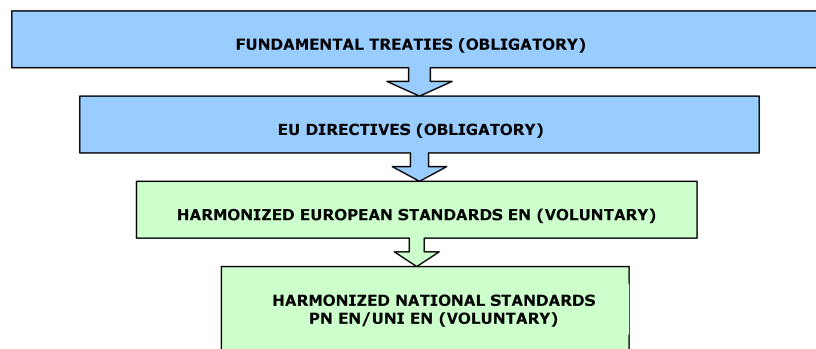 FUNDAMENTAL TREATIES (OBLIGATORY)
EU DIRECTIVES (OBLIGATORY)
HARMONIZED EUROPEAN STANDARDS EN (VOLUNTARY)
HARMONIZED NATIONAL STANDARDS
PN EN/UNI EN (VOLUNTARY)